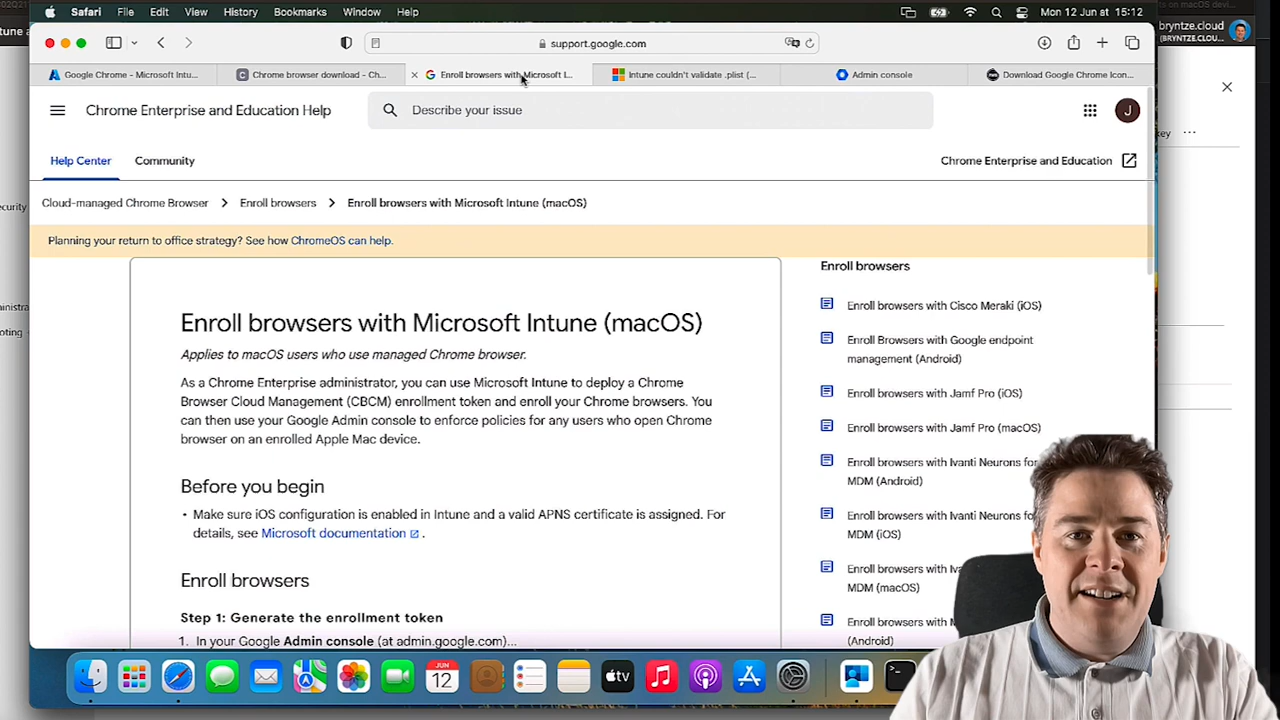 Safari File Edit View History Bookmarks Window Help
Mon 12 Jun at 15:12
support.google.com
Google Chrome - Microsoft Intu...
Chrome browser download - Ch...
Enroll browsers with Microsoft I...
Intune couldn't validate .plist (...
Admin console
Download Google Chrome Icon...
bryntze.cloud
(BRYNTZE.CLOU...
Chrome Enterprise and Education Help
Describe your issue
J
Help Center
Community
Chrome Enterprise and Education
Cloud-managed Chrome Browser
Enroll browsers
Enroll browsers with Microsoft Intune (macOS)
Planning your return to office strategy? See how ChromeOS can help.
Enroll browsers with Microsoft Intune (macOS)
Applies to macOS users who use managed Chrome browser.
As a Chrome Enterprise administrator, you can use Microsoft Intune to deploy a Chrome
Browser Cloud Management (CBCM) enrollment token and enroll your Chrome browsers. You
can then use your Google Admin console to enforce policies for any users who open Chrome
browser on an enrolled Apple Mac device.
Before you begin
• Make sure iOS configuration is enabled in Intune and a valid APNS certificate is assigned. For
details, see Microsoft documentation .
Enroll browsers
Step 1: Generate the enrollment token
1. In your Google Admin console (at admin.google.com)...
Enroll browsers
Enroll browsers with Cisco Meraki (iOS)
Enroll Browsers with Google endpoint
management (Android)
Enroll browsers with Jamf Pro (iOS)
Enroll browsers with Jamf Pro (macOS)
Enroll browsers with Ivanti Neurons for
MDM (Android)
Enroll browsers with Ivanti Neurons for
MDM (iOS)
Enroll browsers with
MDM (macOS)
Enroll browsers with
(Android)
JUN
12
tv